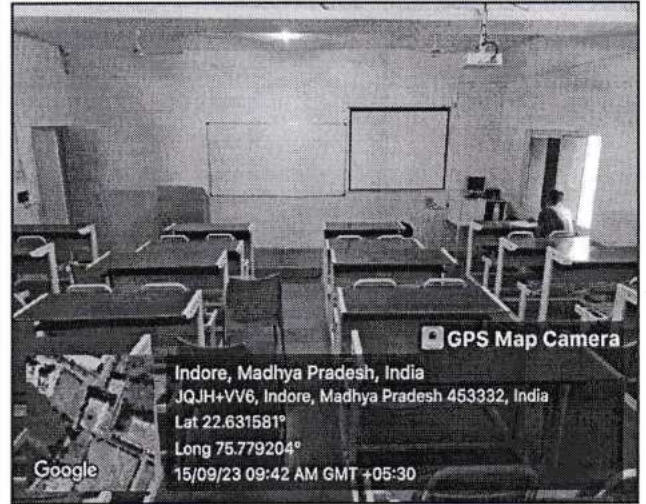 GPS Map Camera
Indore, Madhya Pradesh, India
JQJH+VV6, Indore, Madhya Pradesh 453332, India
Lat 22.631581°
Long 75.779204°
15/09/23 09:42 AM GMT +05:30
Google